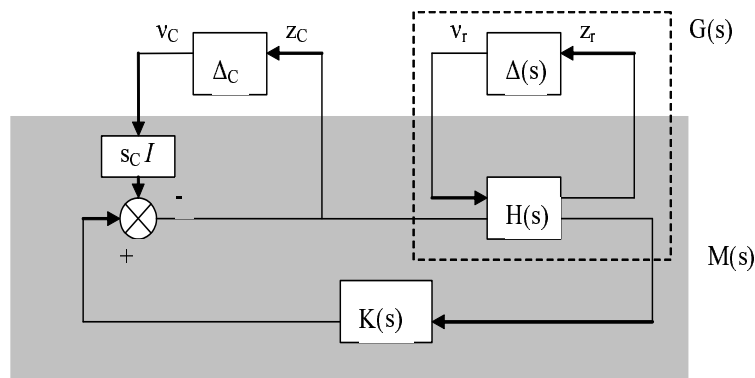 ν_C
z_C
Δ_C
ν_r
z_r
Δ(s)
G(s)
s_C I
-
+
H(s)
M(s)
K(s)